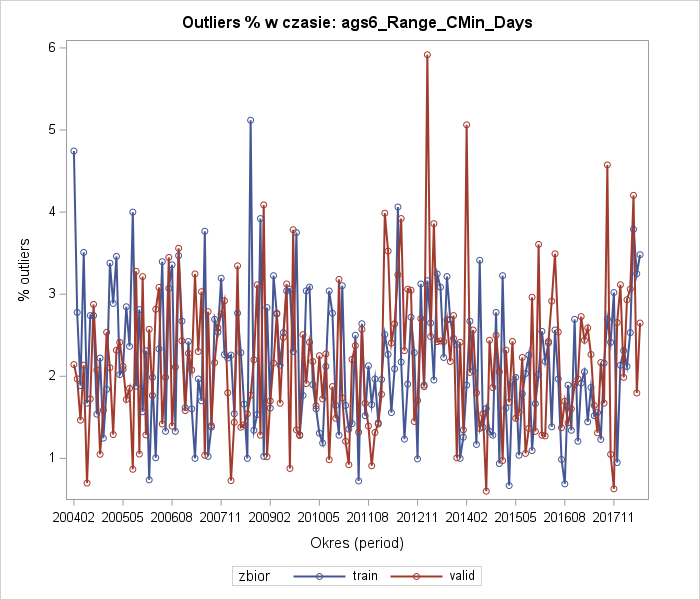 Outliers % w czasie: ags6_Range_CMin_Days
6
5
4
3
2
1
% outliers
200402 200505 200608 200711 200902 201005 201108 201211 201402 201505 201608 201711
Okres (period)
zbior train valid